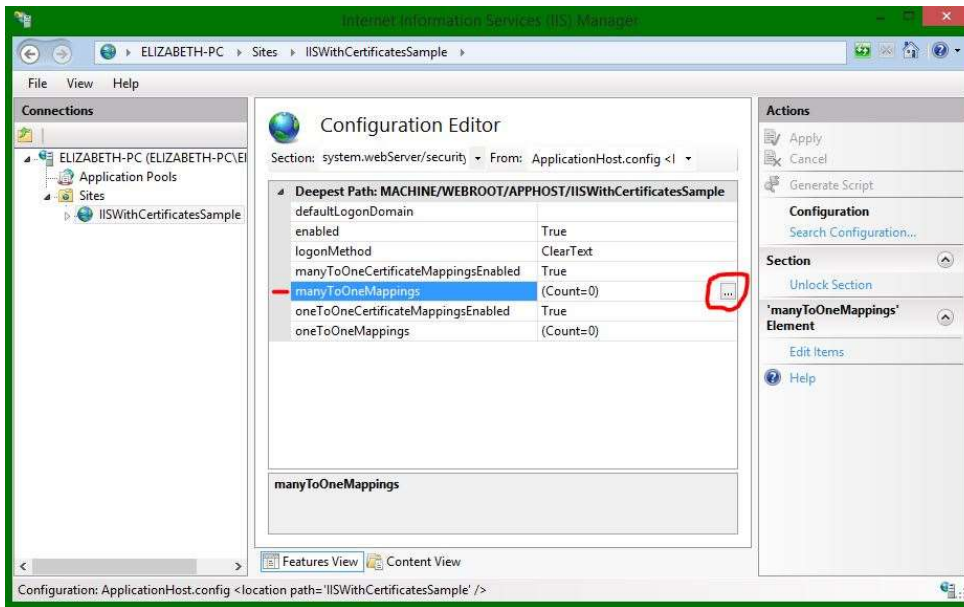 Internet Information Services (IIS) Manager
ELIZABETH-PC Sites IISWithCertificatesSample
File View Help
Connections
ELIZABETH-PC (ELIZABETH-PC\El
Application Pools
Sites
IISWithCertificatesSample
Configuration Editor
Section: system.webServer/security From: ApplicationHost.config <l
Deepest Path: MACHINE/WEBROOT/APPHOST/IISWithCertificatesSample
defaultLogonDomain
enabled True
logonMethod ClearText
manyToOneCertificateMappingsEnabled True
manyToOneMappings (Count=0) ...
oneToOneCertificateMappingsEnabled True
oneToOneMappings (Count=0)
manyToOneMappings
Features View Content View
Actions
Apply
Cancel
Generate Script
Configuration
Search Configuration...
Section
Unlock Section
'manyToOneMappings'
Element
Edit Items
Help
Configuration: ApplicationHost.config <location path='IISWithCertificatesSample' />